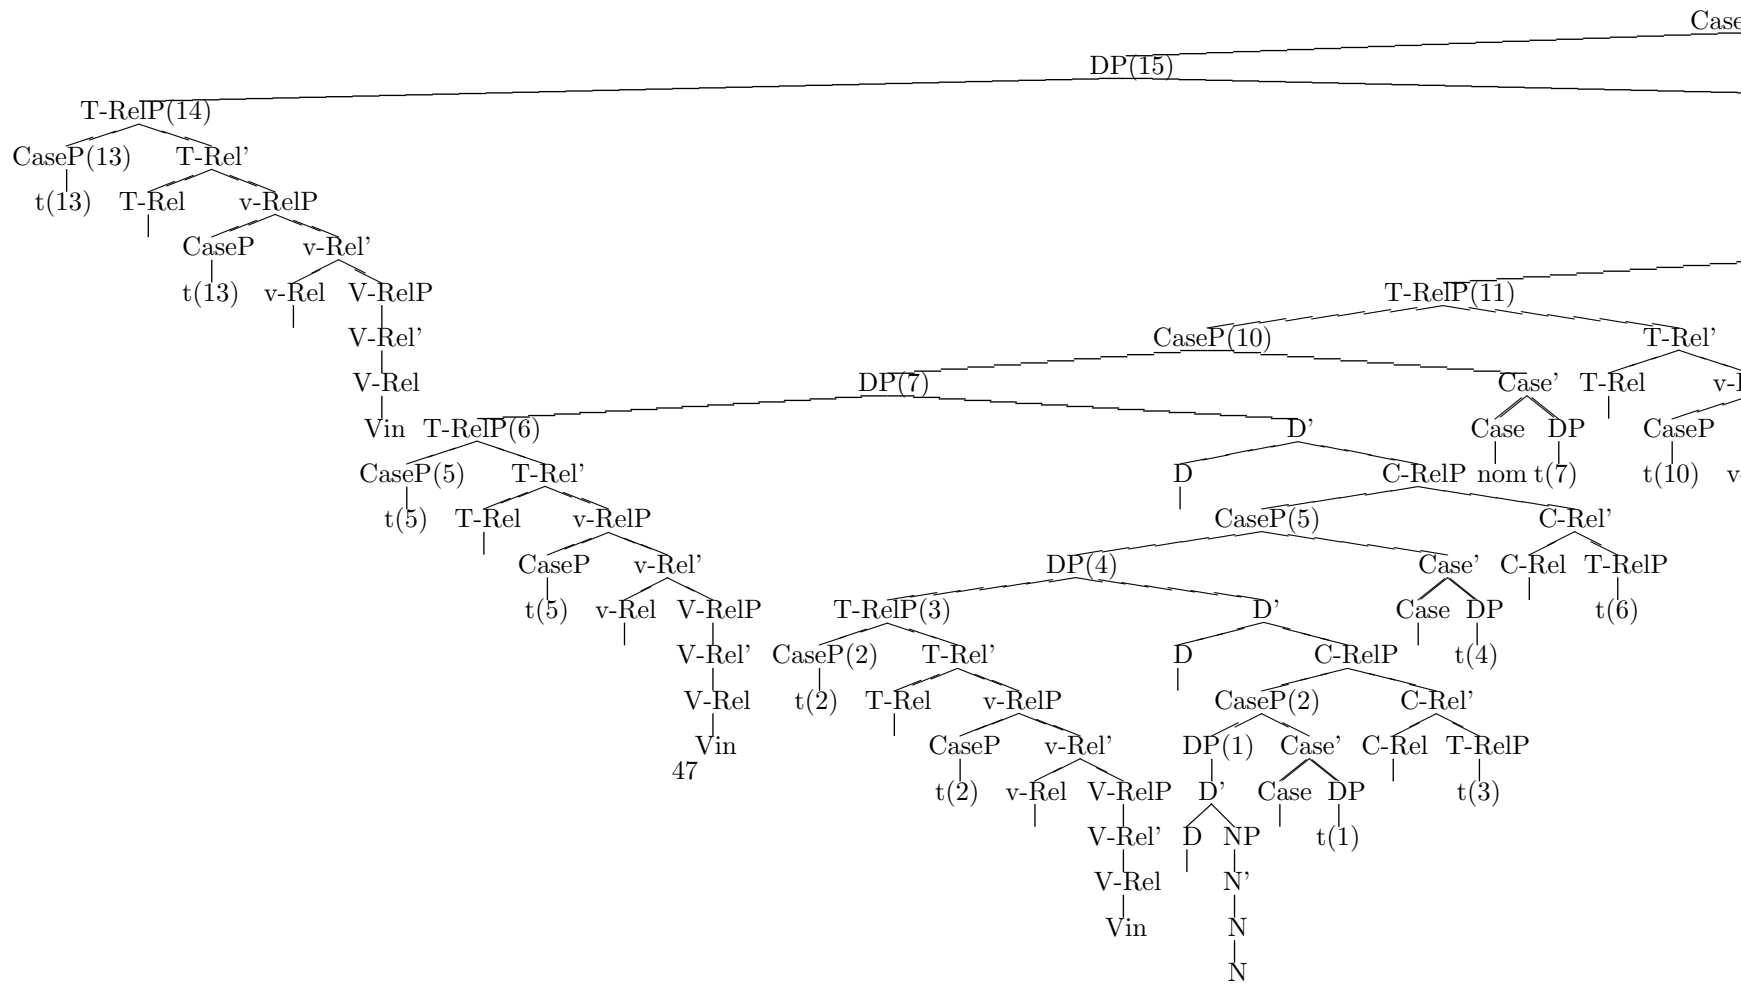 Case
DP(15)
T-RelP(14)
CaseP(13) T-Rel'
t(13) T-Rel v-RelP
CaseP v-Rel'
t(13) v-Rel V-RelP T-RelP(11)
V-Rel' CaseP(10) T-Rel'
V-Rel DP(7) Case' T-Rel v-
Vin T-RelP(6) D' Case DP CaseP
CaseP(5) T-Rel' D C-RelP nom t(7) t(10) v-
t(5) T-Rel v-RelP CaseP(5) C-Rel'
CaseP v-Rel' DP(4) Case' C-Rel T-RelP
t(5) v-Rel V-RelP T-RelP(3) D' Case DP t(6)
V-Rel' CaseP(2) T-Rel' D C-RelP t(4)
V-Rel t(2) T-Rel v-RelP CaseP(2) C-Rel'
Vin CaseP v-Rel' DP(1) Case' C-Rel T-RelP
47
t(2) v-Rel V-RelP D' Case DP t(3)
V-Rel' D NP t(1)
V-Rel N'
Vin N
N